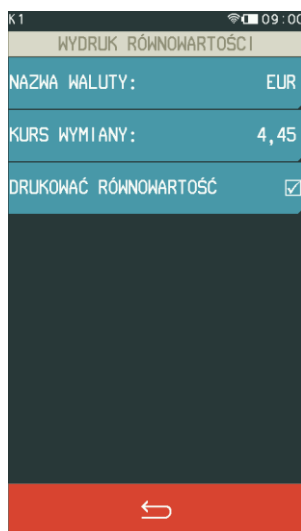 K1 09:00
WYDRUK RÓWNOWARTOŚCI
NAZWA WALUTY: EUR
KURS WYMIANY: 4,45
DRUKOWAĆ RÓWNOWARTOŚĆ